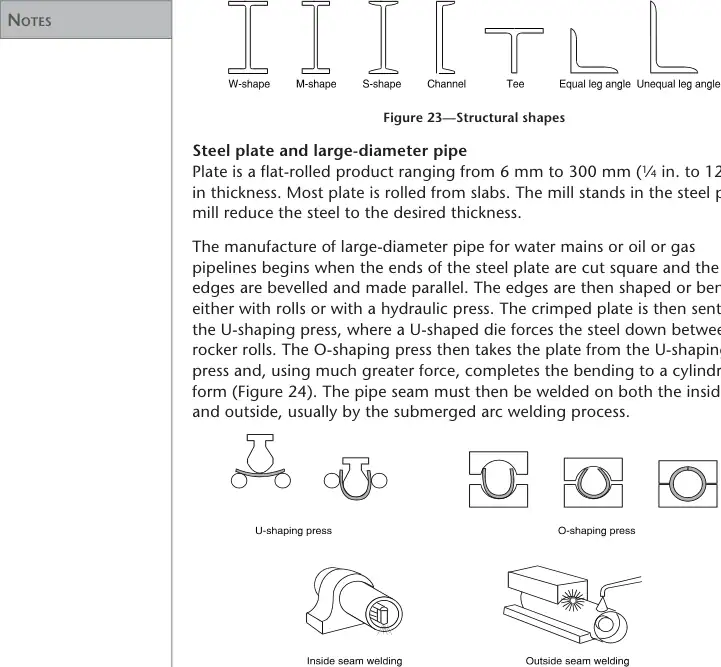 NOTES
W-shape M-shape S-shape Channel Tee Equal leg angle Unequal leg angle
Figure 23—Structural shapes
Steel plate and large-diameter pipe
Plate is a flat-rolled product ranging from 6 mm to 300 mm (¼ in. to 12
in thickness. Most plate is rolled from slabs. The mill stands in the steel p
mill reduce the steel to the desired thickness.
The manufacture of large-diameter pipe for water mains or oil or gas
pipelines begins when the ends of the steel plate are cut square and the
edges are bevelled and made parallel. The edges are then shaped or ben
either with rolls or with a hydraulic press. The crimped plate is then sent
the U-shaping press, where a U-shaped die forces the steel down betwe
rocker rolls. The O-shaping press then takes the plate from the U-shaping
press and, using much greater force, completes the bending to a cylindr
form (Figure 24). The pipe seam must then be welded on both the insid
and outside, usually by the submerged arc welding process.
U-shaping press O-shaping press
Inside seam welding Outside seam welding